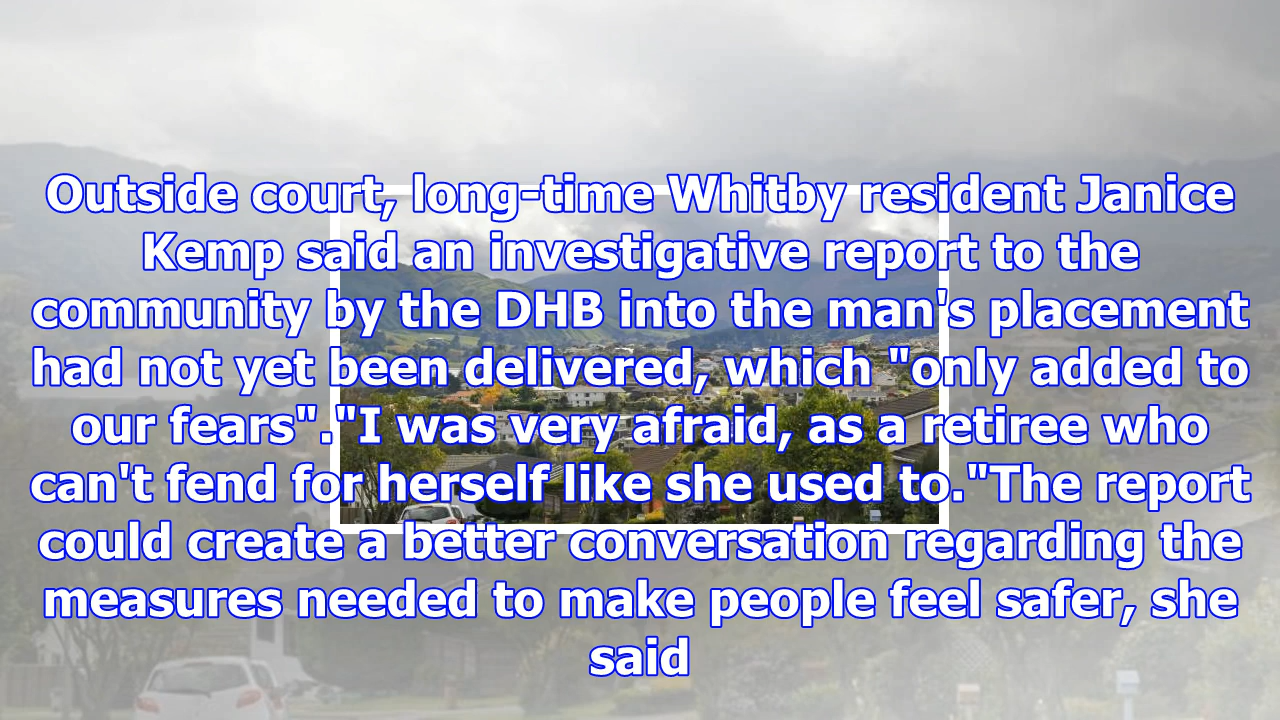 Outside court, long-time Whitby resident Janice
Kemp said an investigative report to the
community by the DHB into the man's placement
had not yet been delivered, which "only added to
our fears"."I was very afraid, as a retiree who
can't fend for herself like she used to."The report
could create a better conversation regarding the
measures needed to make people feel safer, she
said